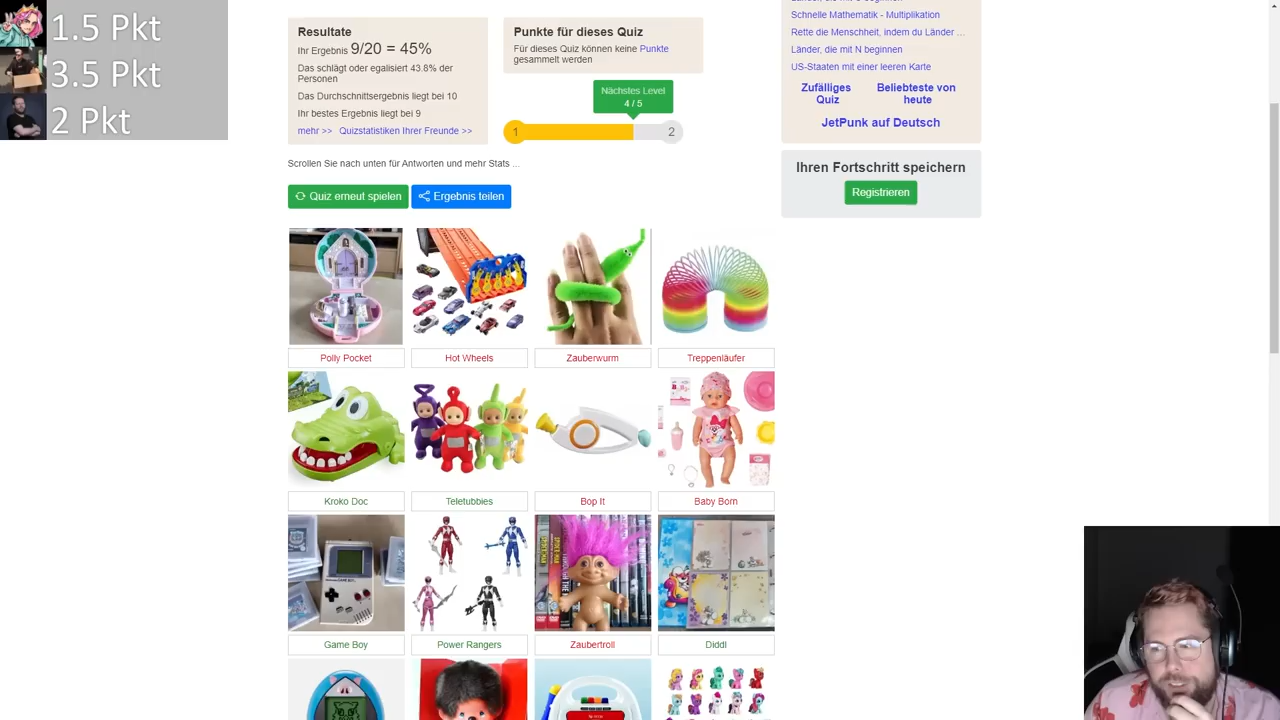 1.5 Pkt
3.5 Pkt
2 Pkt
Resultate
Ihr Ergebnis 9/20 = 45%
Das schlägt oder egalisiert 43.8% der
Personen
Das Durchschnittsergebnis liegt bei 10
Ihr bestes Ergebnis liegt bei 9
mehr >> Quizstatistiken Ihrer Freunde >>
Punkte für dieses Quiz
Für dieses Quiz können keine Punkte
gesammelt werden
Nächstes Level
4 / 5
1 2
Scrollen Sie nach unten für Antworten und mehr Stats ...
Quiz erneut spielen
Ergebnis teilen
Polly Pocket
Hot Wheels
Zauberwurm
Treppenläufer
Kroko Doc
Teletubbies
Bop It
Baby Born
Game Boy
Power Rangers
Zaubertroll
Diddl
Schnelle Mathematik - Multiplikation
Rette die Menschheit, indem du Länder ...
Länder, die mit N beginnen
US-Staaten mit einer leeren Karte
Zufälliges
Quiz
Beliebteste von
heute
JetPunk auf Deutsch
Ihren Fortschritt speichern
Registrieren